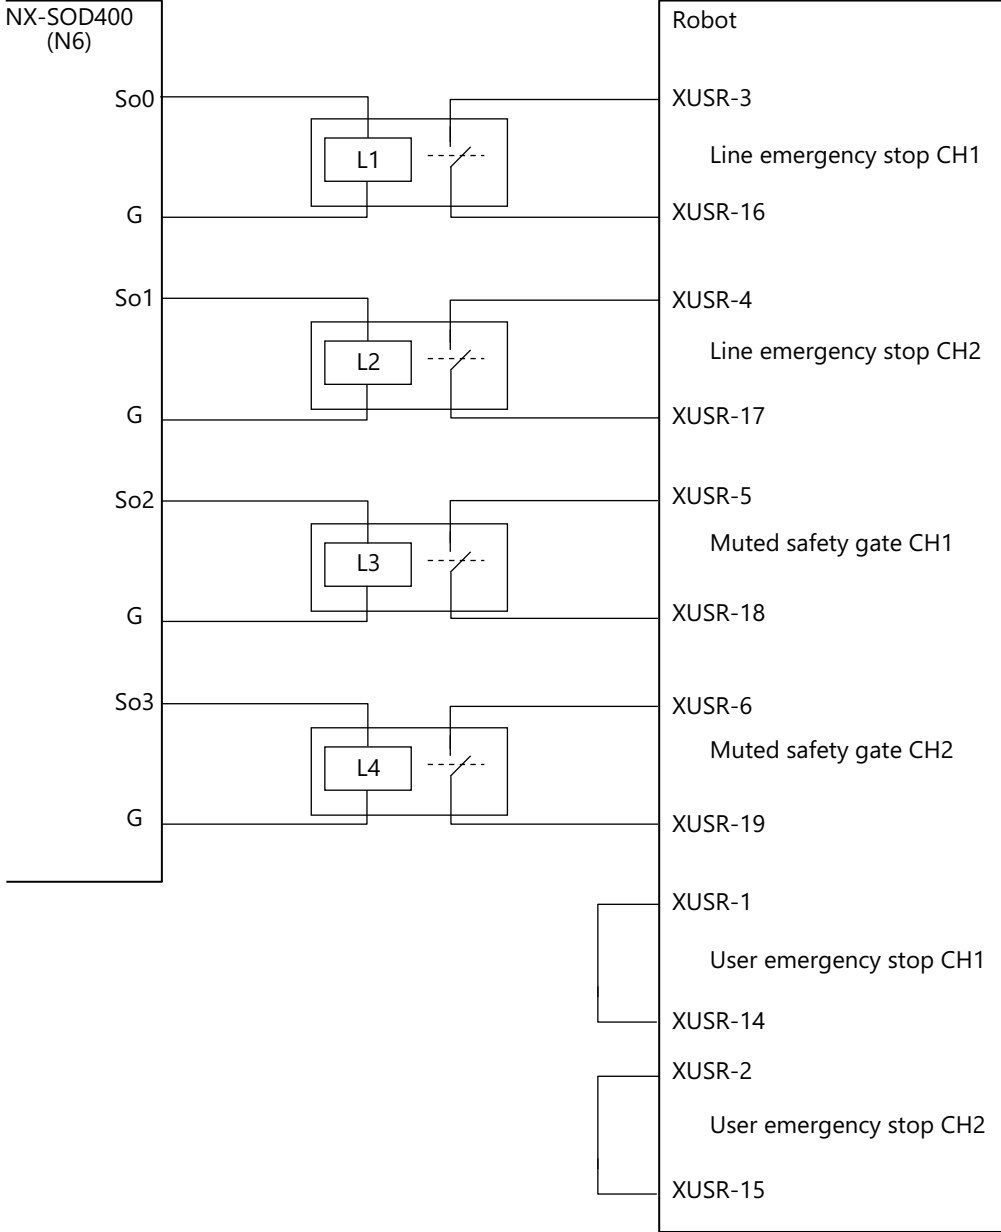 NX-SOD400
(N6)
Robot
So0
L1
XUSR-3
Line emergency stop CH1
G
XUSR-16
So1
L2
XUSR-4
Line emergency stop CH2
G
XUSR-17
So2
L3
XUSR-5
Muted safety gate CH1
G
XUSR-18
So3
L4
XUSR-6
Muted safety gate CH2
G
XUSR-19
XUSR-1
User emergency stop CH1
XUSR-14
XUSR-2
User emergency stop CH2
XUSR-15